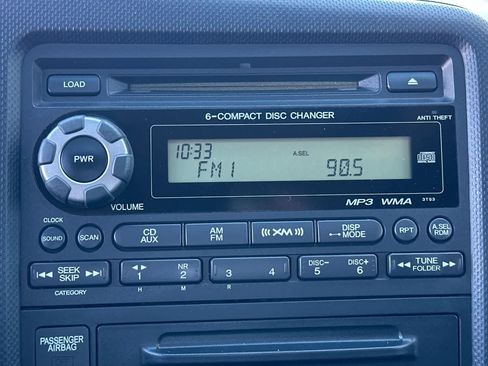 LOAD
6-COMPACT DISC CHANGER
ANTI THEFT
10:33
A.SEL
FM1 90.5
PWR
VOLUME
MP3 WMA 3TS3
CLOCK
SOUND SCAN CD AUX AM FM XM DISP MODE RPT A.SEL RDM
SEEK SKIP
CATEGORY
1 NR 2 3 4 DISC- 5 DISC+ 6
H M R
TUNE FOLDER
PASSENGER
AIRBAG